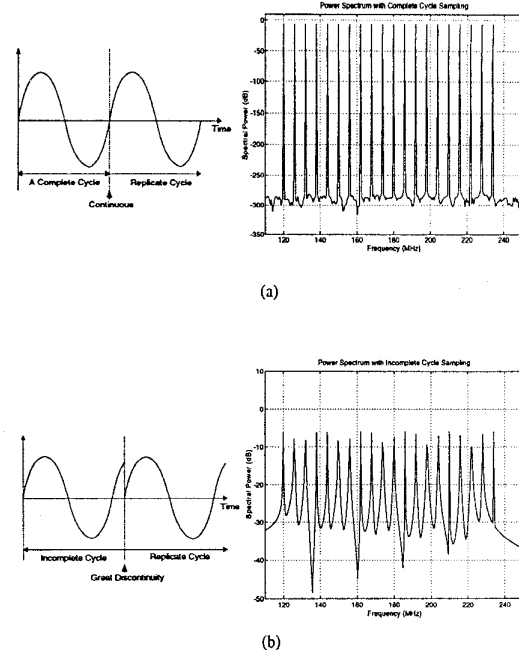 Power Spectrum with Complete Cycle Sampling
0
-50
-100
-150
-200
-250
-300
-350
Spectral Power (dB)
120 140 160 180 200 220 240
Frequency (MHz)
Time
A Complete Cycle
Replicate Cycle
Continuous
(a)
Power Spectrum with Incomplete Cycle Sampling
10
0
-10
-20
-30
-40
-50
Spectral Power (dB)
120 140 160 180 200 220 240
Frequency (MHz)
Time
Incomplete Cycle
Replicate Cycle
Great Discontinuity
(b)